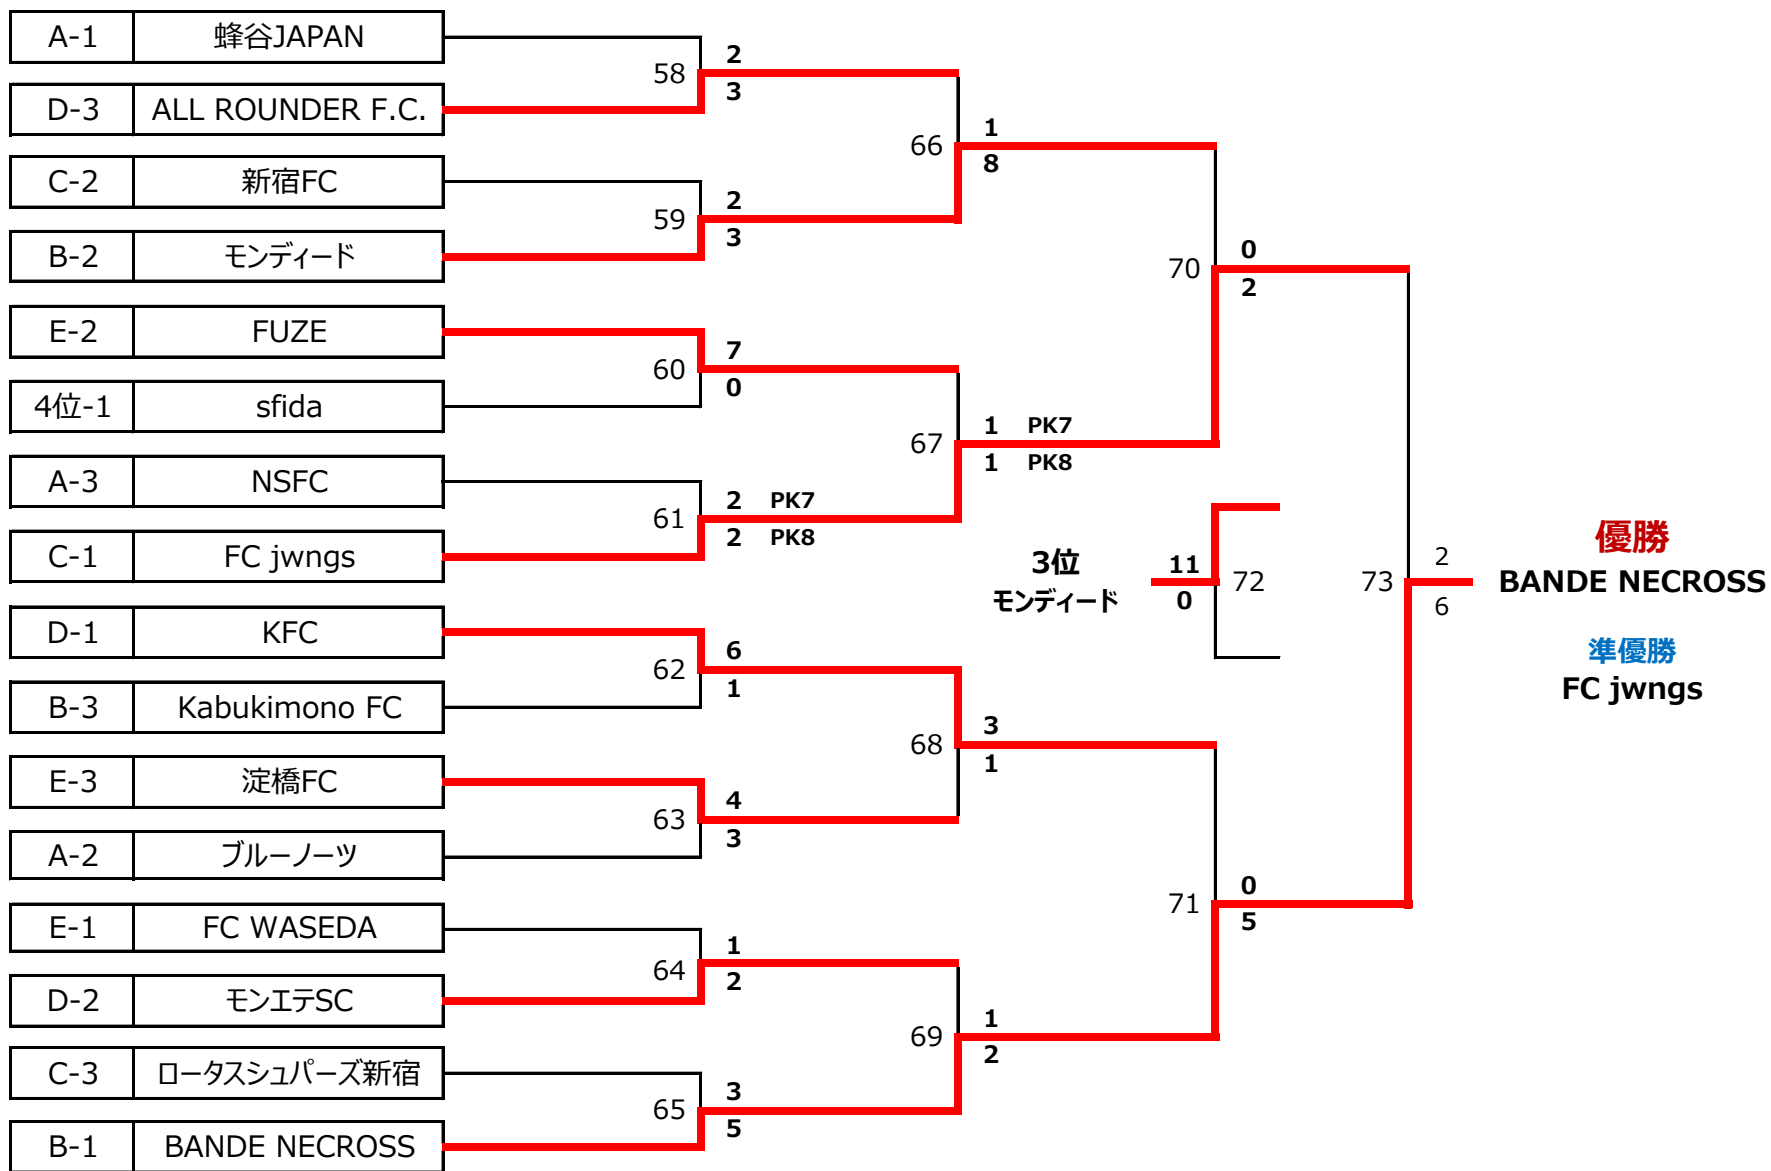 A-1 蜂谷JAPAN
58 2
3
D-3 ALL ROUNDER F.C.
66 1
8
C-2 新宿FC
59 2
3
B-2 モンディード
70 0
2
E-2 FUZE
60 7
0
4位-1 sfida
67 1 PK7
1 PK8
A-3 NSFC
61 2 PK7
2 PK8
C-1 FC jwngs
3位
モンディード
11
0
72
73
2
6
優勝
BANDE NECROSS
準優勝
FC jwngs
D-1 KFC
62 6
1
B-3 Kabukimono FC
68 3
1
E-3 淀橋FC
63 4
3
A-2 ブルーノーツ
71 0
5
E-1 FC WASEDA
64 1
2
D-2 モンエテSC
69 1
2
C-3 ロータスシュパーズ新宿
65 3
5
B-1 BANDE NECROSS